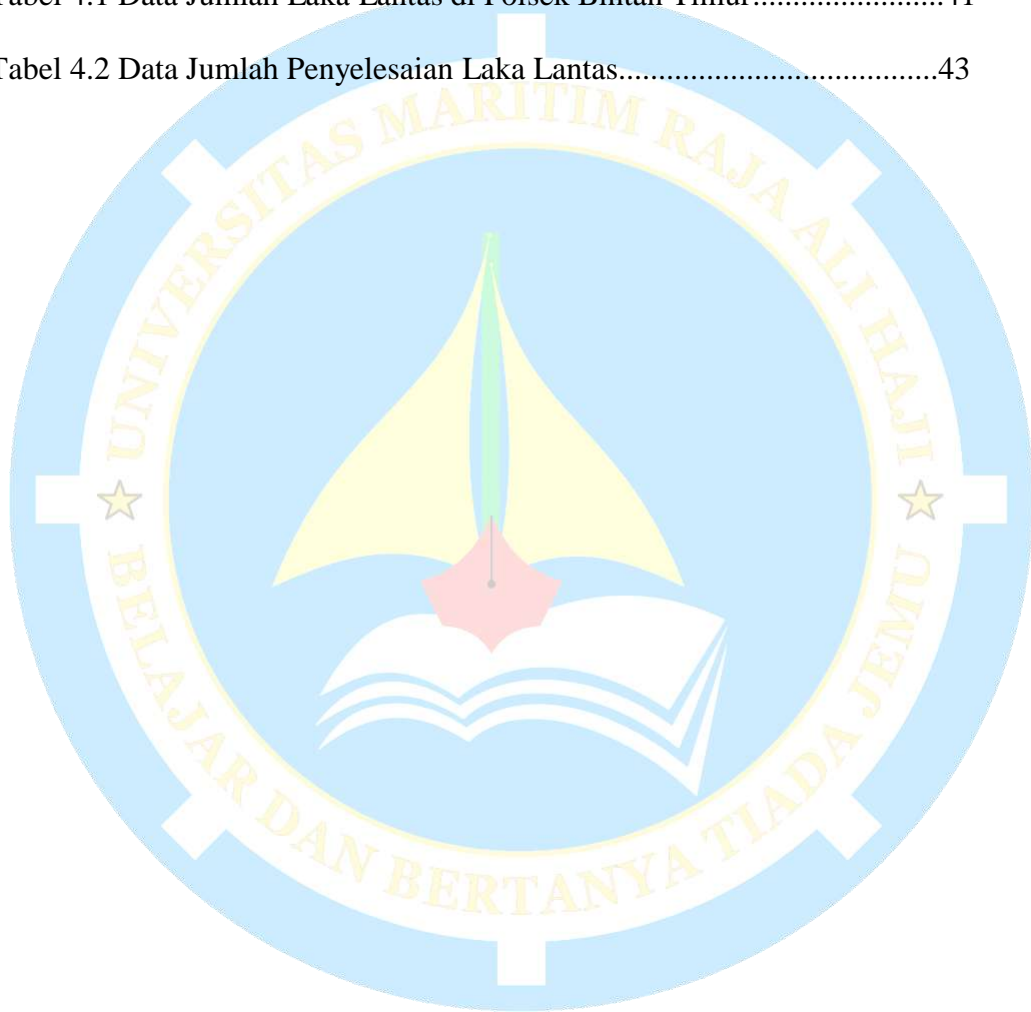 Tabel 4.1 Data Jumlah Laka Lantas di Polsek Bintan Timur.........................41
Tabel 4.2 Data Jumlah Penyelesaian Laka Lantas.....................................43
UNIVERSITAS MARITIM RAJA ALI HAJI
BELAJAR DAN BERTANYA TIADA JEMU